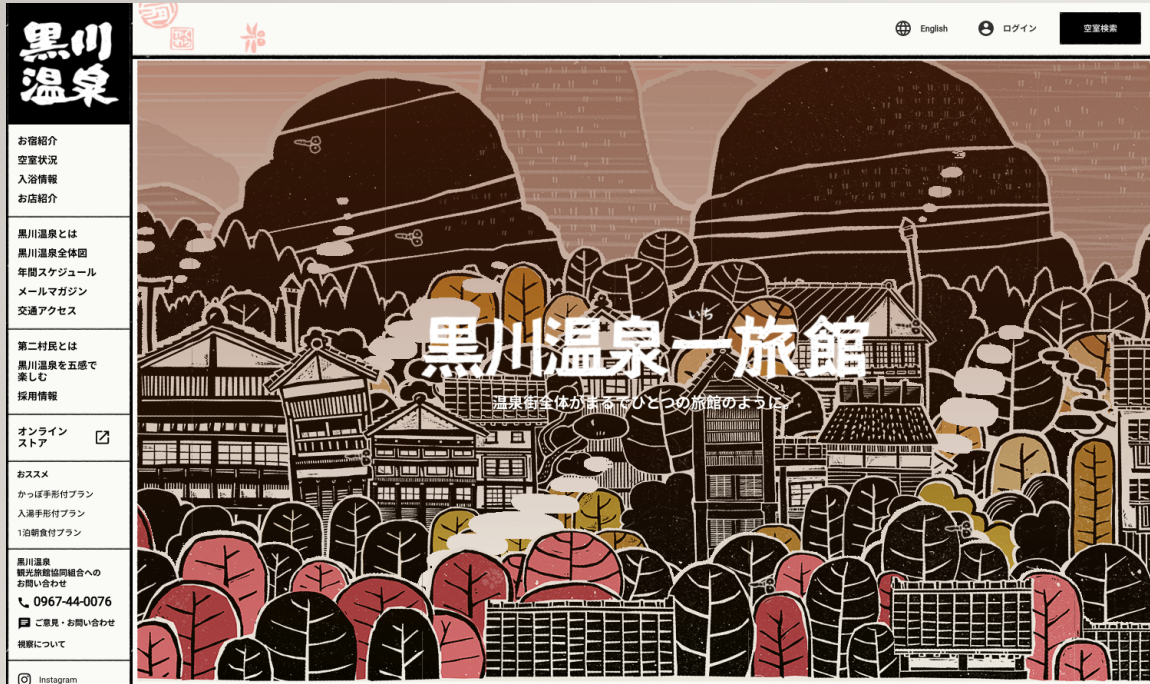 黒川
温泉
English
ログイン
空室検索
お宿紹介
空室状況
入浴情報
お店紹介
黒川温泉とは
黒川温泉全体図
年間スケジュール
メールマガジン
交通アクセス
第二村民とは
黒川温泉を五感で
楽しむ
採用情報
オンライン
ストア
おススメ
かっぽ手形付プラン
入湯手形付プラン
1泊朝食付プラン
黒川温泉
観光旅館協同組合への
お問い合わせ
0967-44-0076
ご意見・お問い合わせ
視察について
Instagram
いち
黒川温泉一旅館
温泉街全体がまるでひとつの旅館のように。